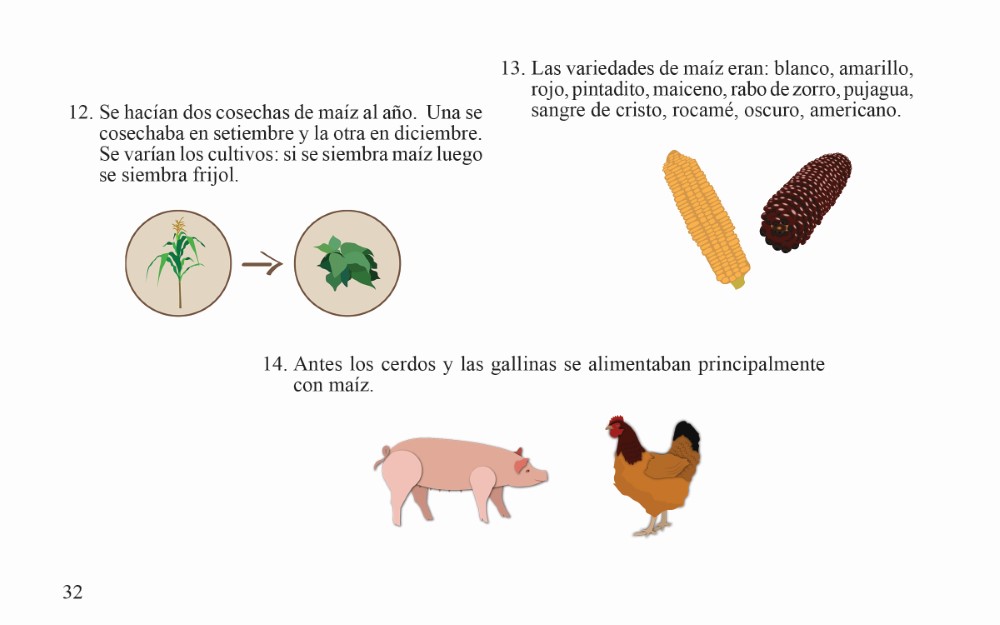 12. Se hacían dos cosechas de maíz al año. Una se
cosechaba en setiembre y la otra en diciembre.
Se varían los cultivos: si se siembra maíz luego
se siembra frijol.
13. Las variedades de maíz eran: blanco, amarillo,
rojo, pintadito, maiceno, rabo de zorro, pujagua,
sangre de cristo, rocamé, oscuro, americano.
14. Antes los cerdos y las gallinas se alimentaban principalmente
con maíz.
32